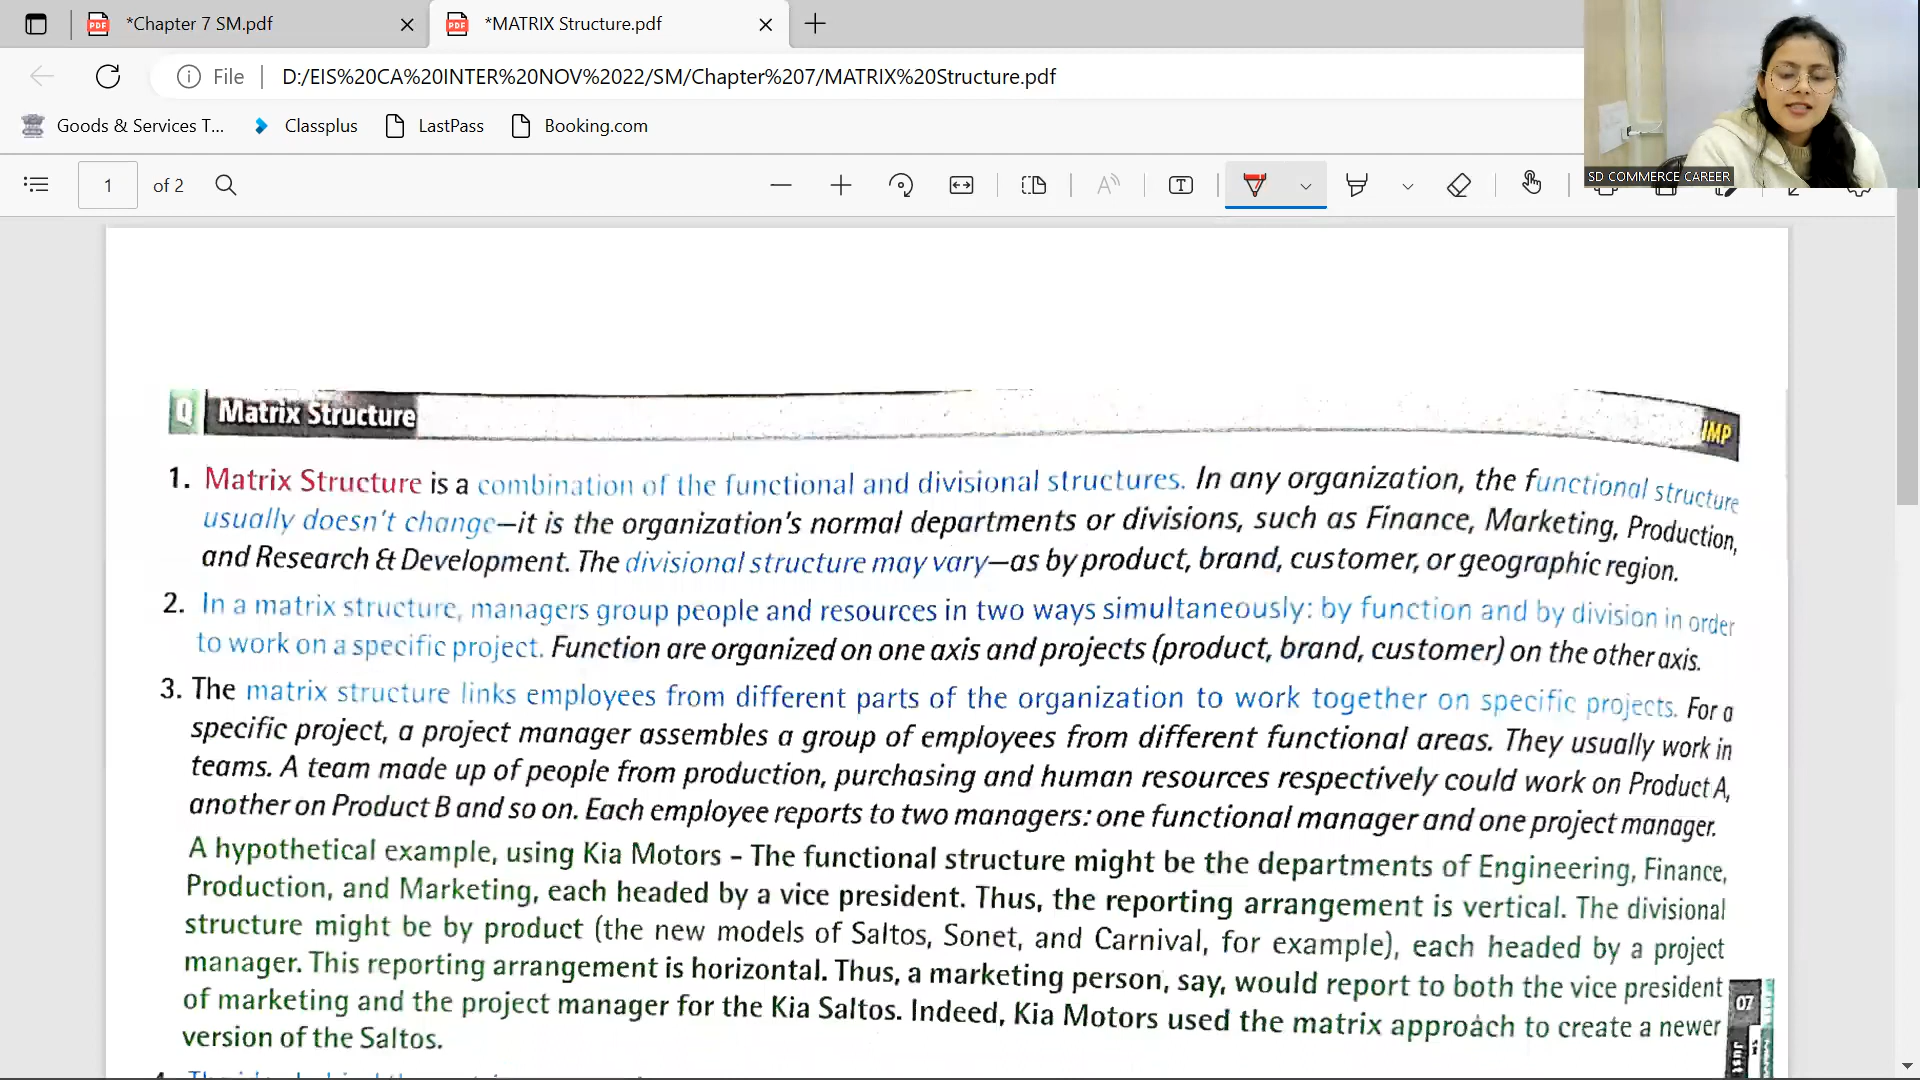 *Chapter 7 SM.pdf
*MATRIX Structure.pdf
File D:/EIS%20CA%20INTER%20NOV%2022/SM/Chapter%207/MATRIX%20Structure.pdf
Goods & Services T... Classplus LastPass Booking.com
SD COMMERCE CAREER
1 of 2
Q Matrix Structure IMP
1. Matrix Structure is a combination of the functional and divisional structures. In any organization, the functional structure
usually doesn't change—it is the organization's normal departments or divisions, such as Finance, Marketing, Production,
and Research & Development. The divisional structure may vary—as by product, brand, customer, or geographic region.
2. In a matrix structure, managers group people and resources in two ways simultaneously: by function and by division in order
to work on a specific project. Function are organized on one axis and projects (product, brand, customer) on the other axis.
3. The matrix structure links employees from different parts of the organization to work together on specific projects. For a
specific project, a project manager assembles a group of employees from different functional areas. They usually work in
teams. A team made up of people from production, purchasing and human resources respectively could work on Product A,
another on Product B and so on. Each employee reports to two managers: one functional manager and one project manager.
A hypothetical example, using Kia Motors - The functional structure might be the departments of Engineering, Finance,
Production, and Marketing, each headed by a vice president. Thus, the reporting arrangement is vertical. The divisional
structure might be by product (the new models of Saltos, Sonet, and Carnival, for example), each headed by a project
manager. This reporting arrangement is horizontal. Thus, a marketing person, say, would report to both the vice president
of marketing and the project manager for the Kia Saltos. Indeed, Kia Motors used the matrix approach to create a newer
version of the Saltos.
07
Just